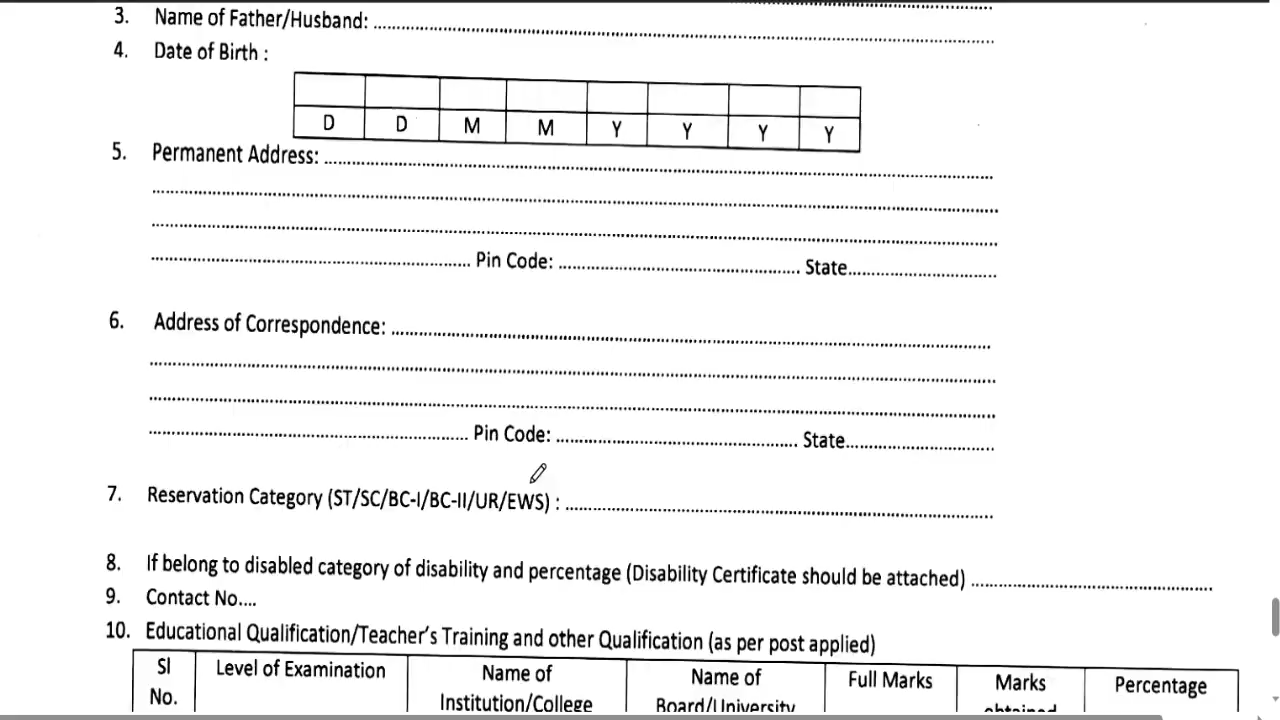 3. Name of Father/Husband: ....................
4. Date of Birth :
D D M M Y Y Y Y
5. Permanent Address: ....................
....................
....................
.................... Pin Code: .................... State....................
6. Address of Correspondence: ....................
....................
....................
.................... Pin Code: .................... State....................
7. Reservation Category (ST/SC/BC-I/BC-II/UR/EWS) : ....................
8. If belong to disabled category of disability and percentage (Disability Certificate should be attached) ....................
9. Contact No....
10. Educational Qualification/Teacher's Training and other Qualification (as per post applied)
Sl No. Level of Examination Name of Institution/College Name of Board/University Full Marks Marks obtained Percentage